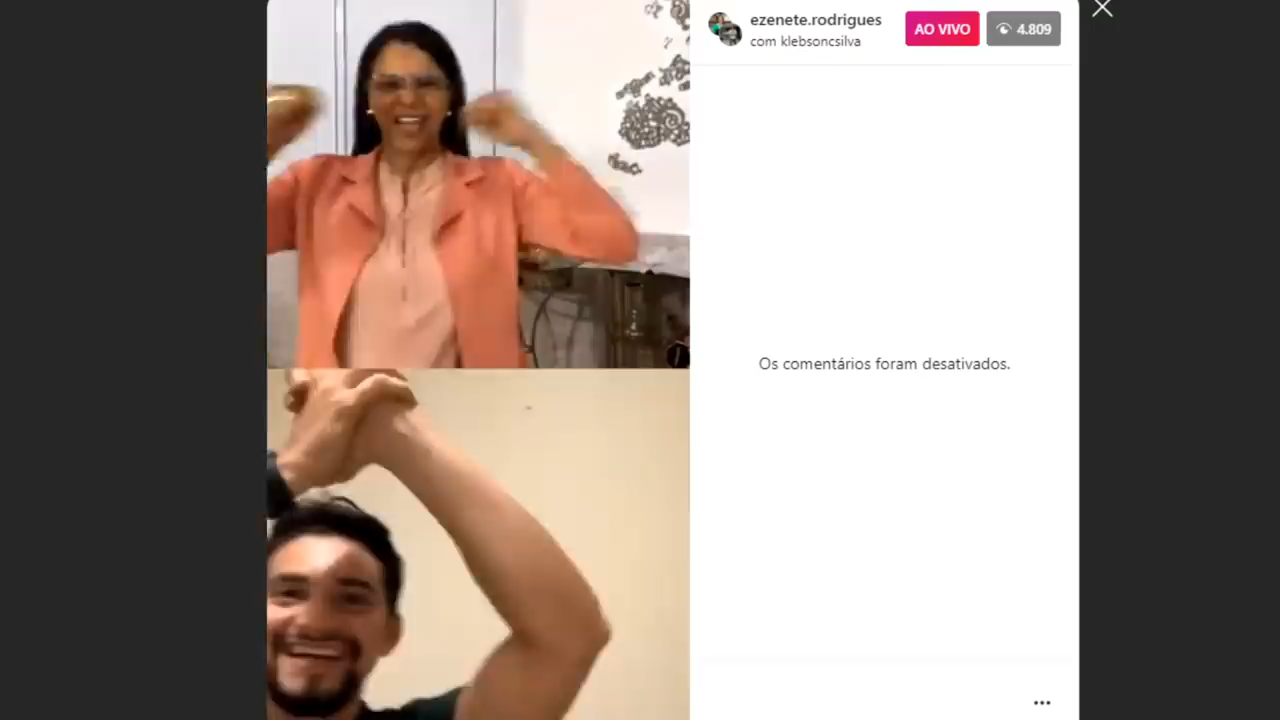 ezenete.rodrigues
com klebsoncsilva
AO VIVO
4.809
Os comentários foram desativados.